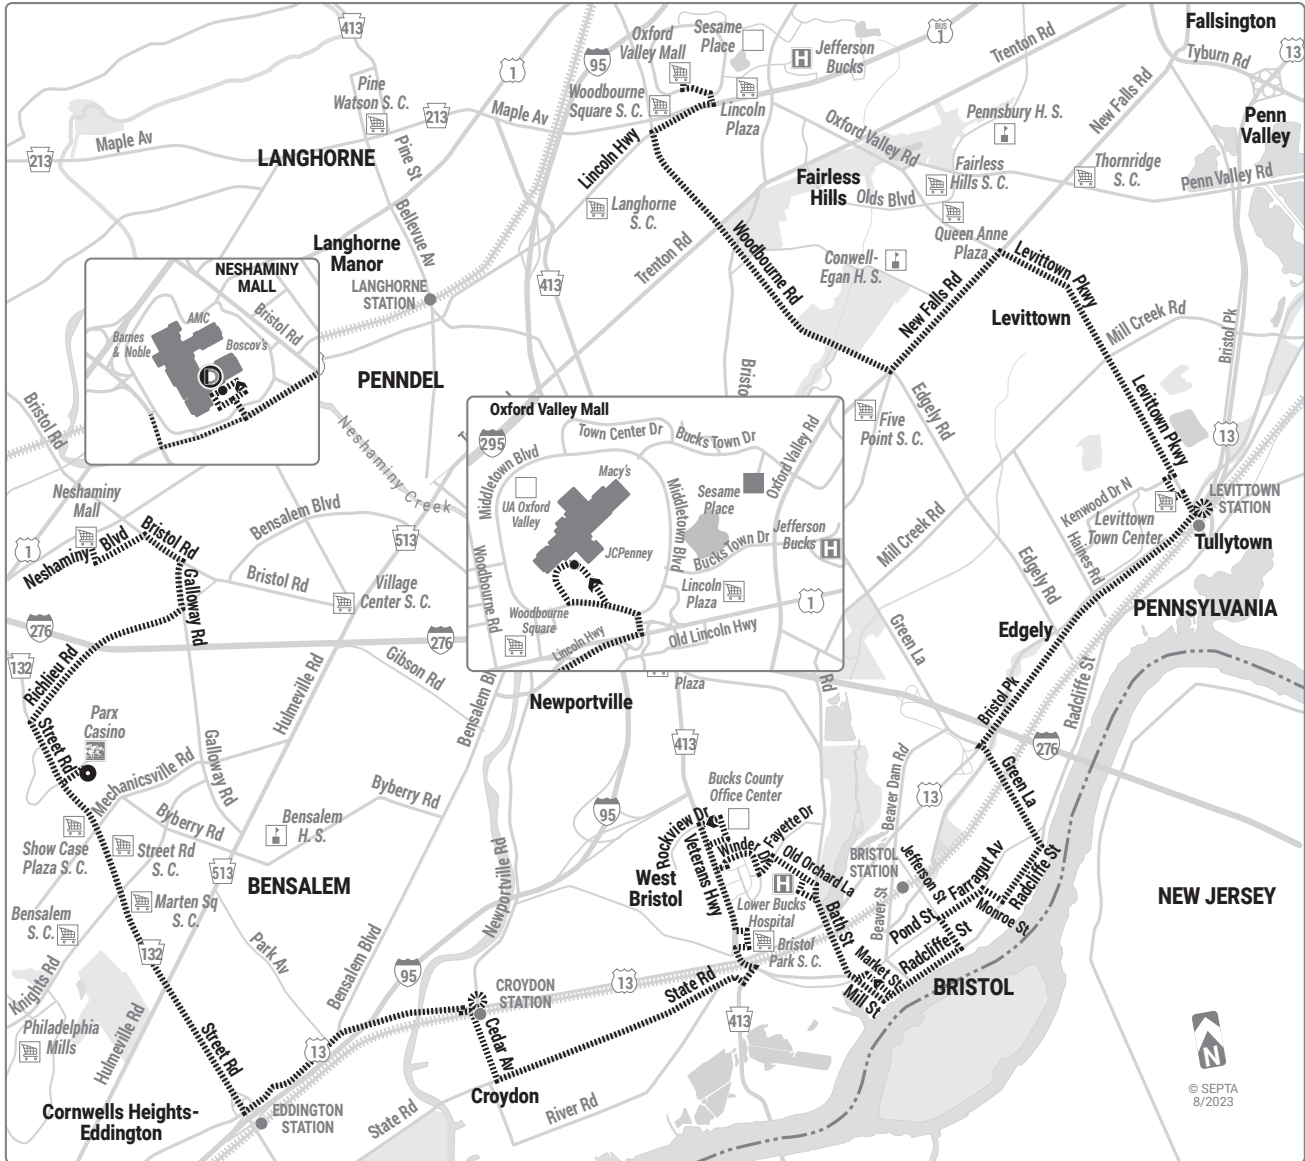 413
Oxford
Valley Mall
Sesame
Place
BUS
1
Jefferson
Bucks
H
Trenton Rd
Fallsington
13
Tyburn Rd
1
95
Pine
Watson S. C.
213
Maple Av
Woodbourne
Square S. C.
Lincoln
Plaza
New Falls Rd
Pennsbury H. S.
Penn
Valley
Maple Av
213
LANGHORNE
Pine St
Lincoln Hwy
Oxford Valley Rd
Fairless
Hills S. C.
Thornridge
S. C.
Penn Valley Rd
Fairless
Hills
Olds Blvd
Langhorne
S. C.
Bellevue Av
Queen Anne
Plaza
Langhorne
Manor
Trenton Rd
Woodbourne Rd
Conwell-
Egan H. S.
Levittown Pkwy
LANGHORNE
STATION
413
New Falls Rd
Levittown
Mill Creek Rd
Bristol Pk
NESHAMINY
MALL
AMC
Barnes
& Noble
Boscov's
Bristol Rd
D
PENNDEL
Bristo
Levittown Pkwy
Bristol Rd
Neshaminy Creek
T
Edgely Rd
Five
Point S. C.
13
Oxford Valley Mall
295
Middletown Blvd
Town Center Dr
Bucks Town Dr
Oxford Valley Rd
Macy's
UA Oxford
Valley
Middletown Blvd
Sesame
Place
JCPenney
Jefferson
Bucks
H
Bucks Town Dr
Woodbourne Rd
Woodbourne
Square
Lincoln
Plaza
1
Lincoln Hwy
Old Lincoln Hwy
Neshaminy
Mall
Kenwood Dr N
LEVITTOWN
STATION
Levittown
Town Center
Tullytown
Haines Rd
1
Neshaminy Blvd
Bristol Rd
Bensalem Blvd
513
Mill Creek Rd
Edgely Rd
Bristol Rd
Village
Center S. C.
Galloway Rd
PENNSYLVANIA
276
276
Edgely
Green La
132
Richlieu Rd
Gibson Rd
Hulmeville Rd
Bensalem Bl
Plaza
Rd
Newportville
Bristol Pk
Radcliffe St
276
Parx
Casino
Street Rd
413
Mechanicsville Rd
Galloway Rd
Green La
Beaver Dam Rd
Bucks County
Office Center
13
Byberry Rd
95
Byberry Rd
Bensalem
H. S.
Rockview Dr
Fayette Dr
Show Case
Plaza S. C.
Street Rd
S. C.
Winder Dr
Old Orchard La
BRISTOL
STATION
Jefferson St
Farragut Av
513
BENSALEM
Newportville Rd
West
Bristol
Veterans Hwy
H
Lower Bucks
Hospital
Radcliffe St
Monroe St
NEW JERSEY
Marten Sq
S. C.
Bensalem
S. C.
Bath St
Beaver St
Pond St
132
Park Av
Bensalem Blvd
Bristol
Park S. C.
Radcliffe St
Market St
Knights Rd
95
CROYDON
STATION
13
State Rd
Mill St
BRISTOL
Philadelphia
Mills
Hulmeville Rd
Street Rd
13
Cedar Av
413
N
Cornwells Heights-
Eddington
EDDINGTON
STATION
Croydon
State Rd
River Rd
© SEPTA
8/2023